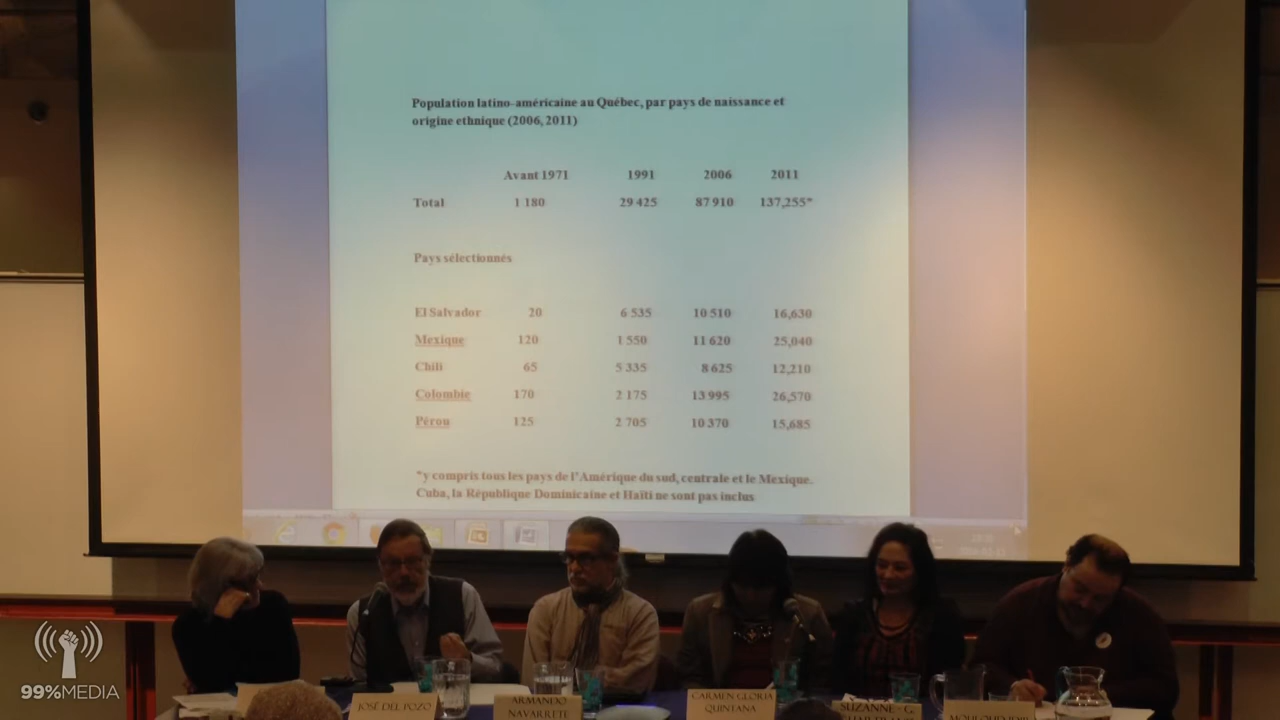 Population latino-américaine au Québec, par pays de naissance et
origine ethnique (2006, 2011)
Avant 1971 1991 2006 2011
Total 1 180 29 425 87 910 137,255*
Pays sélectionnés
El Salvador 20 6 535 10 510 16,630
Mexique 120 1 550 11 620 25,040
Chili 65 5 335 8 625 12,210
Colombie 170 2 175 13 995 26,570
Pérou 125 2 705 10 370 15,685
*y compris tous les pays de l'Amérique du sud, centrale et le Mexique.
Cuba, la République Dominicaine et Haïti ne sont pas inclus
99%MEDIA
JOSÉ DEL POZO
ARMANDO
NAVARRETE
CARMEN GLORIA
QUINTANA
SUZANNE - G.